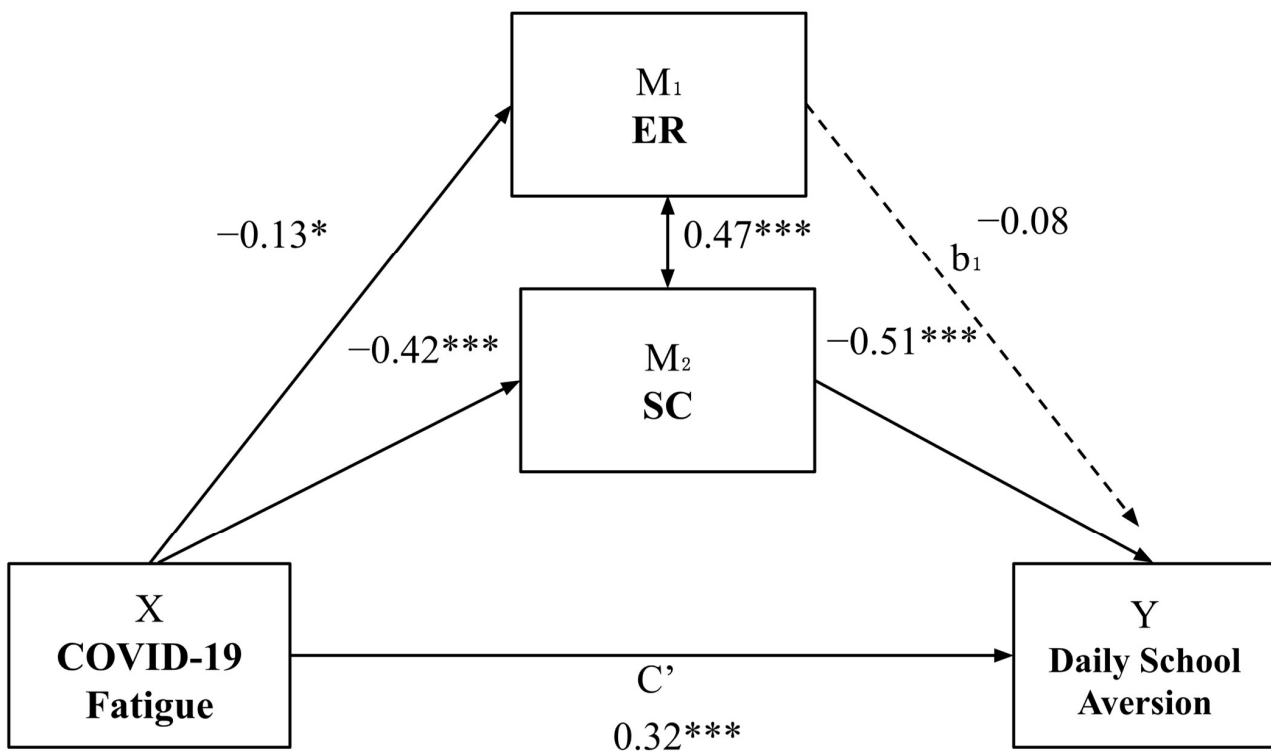 M₁
ER
−0.13*
0.47***
−0.08
b₁
−0.42***
M₂
SC
−0.51***
X
COVID-19
Fatigue
C’
0.32***
Y
Daily School
Aversion